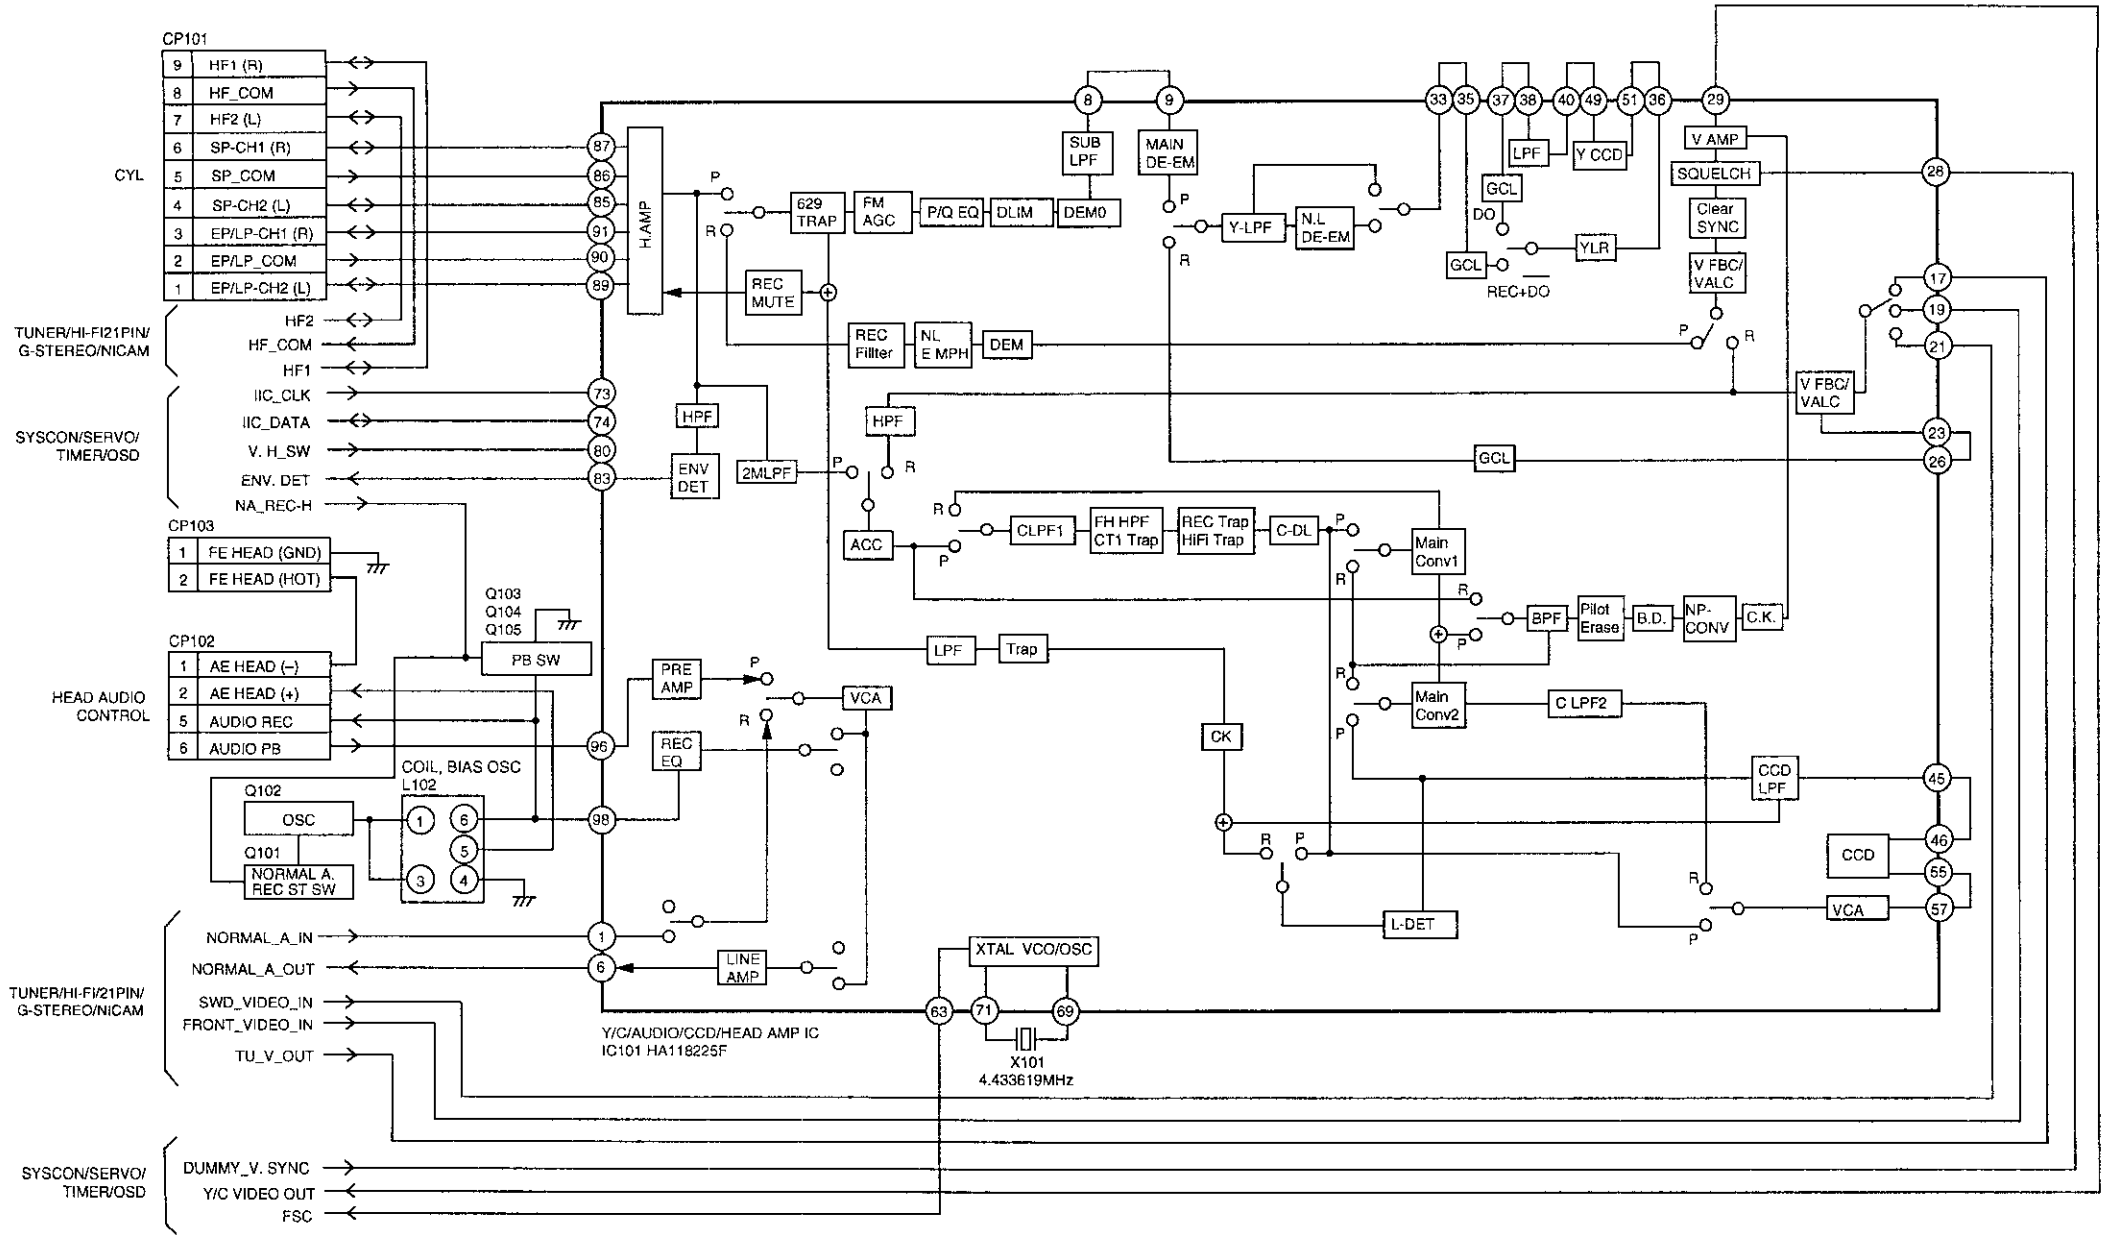 CP101
9 HF1 (R)
8 HF_COM
7 HF2 (L)
6 SP-CH1 (R)
5 SP_COM
4 SP-CH2 (L)
3 EP/LP-CH1 (R)
2 EP/LP_COM
1 EP/LP-CH2 (L)
CYL
TUNER/HI-FI21PIN/
G-STEREO/NICAM
HF2
HF_COM
HF1
SYSCON/SERVO/
TIMER/OSD
IIC_CLK
IIC_DATA
V. H_SW
ENV. DET
NA_REC-H
CP103
1 FE HEAD (GND)
2 FE HEAD (HOT)
CP102
1 AE HEAD (–)
2 AE HEAD (+)
5 AUDIO REC
6 AUDIO PB
HEAD AUDIO
CONTROL
Q103
Q104
Q105
PB SW
COIL, BIAS OSC
L102
1
6
5
3
4
Q102
OSC
Q101
NORMAL A.
REC ST SW
TUNER/HI-FI/21PIN/
G-STEREO/NICAM
NORMAL_A_IN
NORMAL_A_OUT
SWD_VIDEO_IN
FRONT_VIDEO_IN
TU_V_OUT
SYSCON/SERVO/
TIMER/OSD
DUMMY_V. SYNC
Y/C VIDEO OUT
FSC
87
86
85
91
90
89
73
74
80
83
96
98
1
6
H.AMP
P
R
629
TRAP
FM
AGC
P/Q EQ
DLIM
DEM0
SUB
LPF
8
9
MAIN
DE-EM
P
R
Y-LPF
N.L
DE-EM
33
35
37
38
40
49
51
36
29
LPF
Y CCD
GCL
DO
GCL
REC+DO
YLR
V AMP
SQUELCH
Clear
SYNC
V FBC/
VALC
P
R
28
17
19
21
23
26
V FBC/
VALC
REC
MUTE
+
REC
Fillter
NL
E MPH
DEM
HPF
ENV
DET
2MLPF
HPF
P
R
GCL
ACC
R
P
CLPF1
FH HPF
CT1 Trap
REC Trap
HiFi Trap
C-DL
P
R
Main
Conv1
R
P
+
BPF
Pilot
Erase
B.D.
NP-
CONV
C.K.
LPF
Trap
R
P
Main
Conv2
C LPF2
PRE
AMP
P
R
VCA
REC
EQ
CK
+
R
P
CCD
LPF
45
46
CCD
55
57
R
P
VCA
L-DET
LINE
AMP
XTAL VCO/OSC
63
71
69
X101
4.433619MHz
Y/C/AUDIO/CCD/HEAD AMP IC
IC101 HA118225F